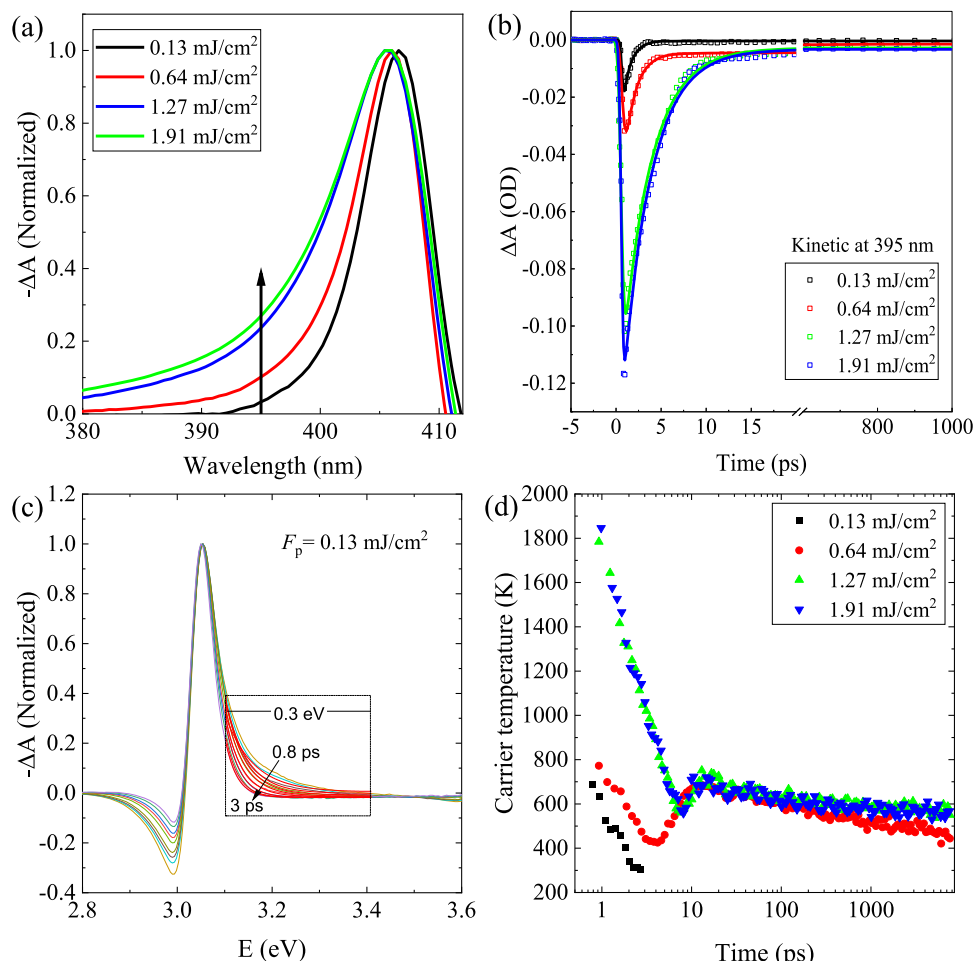 (a)
1.0
0.8
0.6
0.4
0.2
0.0
-ΔA (Normalized)
0.13 mJ/cm²
0.64 mJ/cm²
1.27 mJ/cm²
1.91 mJ/cm²
380 390 400 410
Wavelength (nm)
(b)
0.00
-0.02
-0.04
-0.06
-0.08
-0.10
-0.12
ΔA (OD)
Kinetic at 395 nm
0.13 mJ/cm²
0.64 mJ/cm²
1.27 mJ/cm²
1.91 mJ/cm²
-5 0 5 10 15 800 1000
Time (ps)
(c)
1.2
1.0
0.8
0.6
0.4
0.2
0.0
-0.2
-0.4
-ΔA (Normalized)
Fₚ= 0.13 mJ/cm²
0.3 eV
0.8 ps
3 ps
2.8 3.0 3.2 3.4 3.6
E (eV)
(d)
2000
1800
1600
1400
1200
1000
800
600
400
200
Carrier temperature (K)
0.13 mJ/cm²
0.64 mJ/cm²
1.27 mJ/cm²
1.91 mJ/cm²
1 10 100 1000
Time (ps)